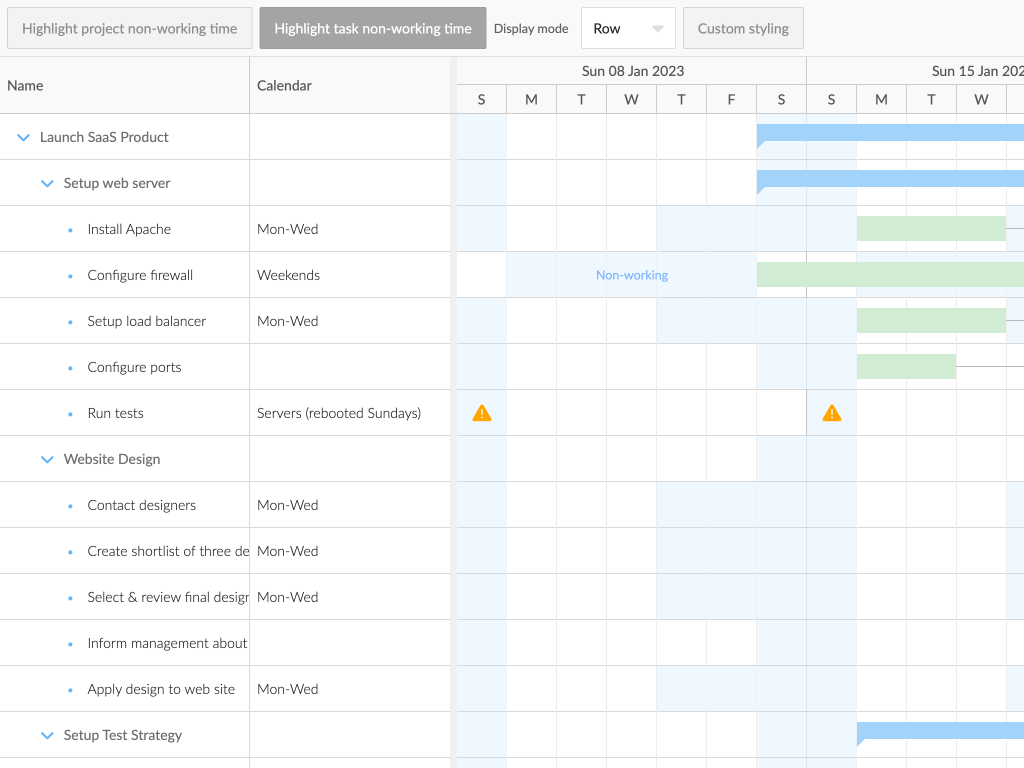 Highlight project non-working time Highlight task non-working time Display mode Row Custom styling
Name Calendar Sun 08 Jan 2023 Sun 15 Jan 202
S M T W T F S S M T W
Launch SaaS Product
Setup web server
Install Apache Mon-Wed
Configure firewall Weekends Non-working
Setup load balancer Mon-Wed
Configure ports
Run tests Servers (rebooted Sundays)
Website Design
Contact designers Mon-Wed
Create shortlist of three de Mon-Wed
Select & review final design Mon-Wed
Inform management about
Apply design to web site Mon-Wed
Setup Test Strategy